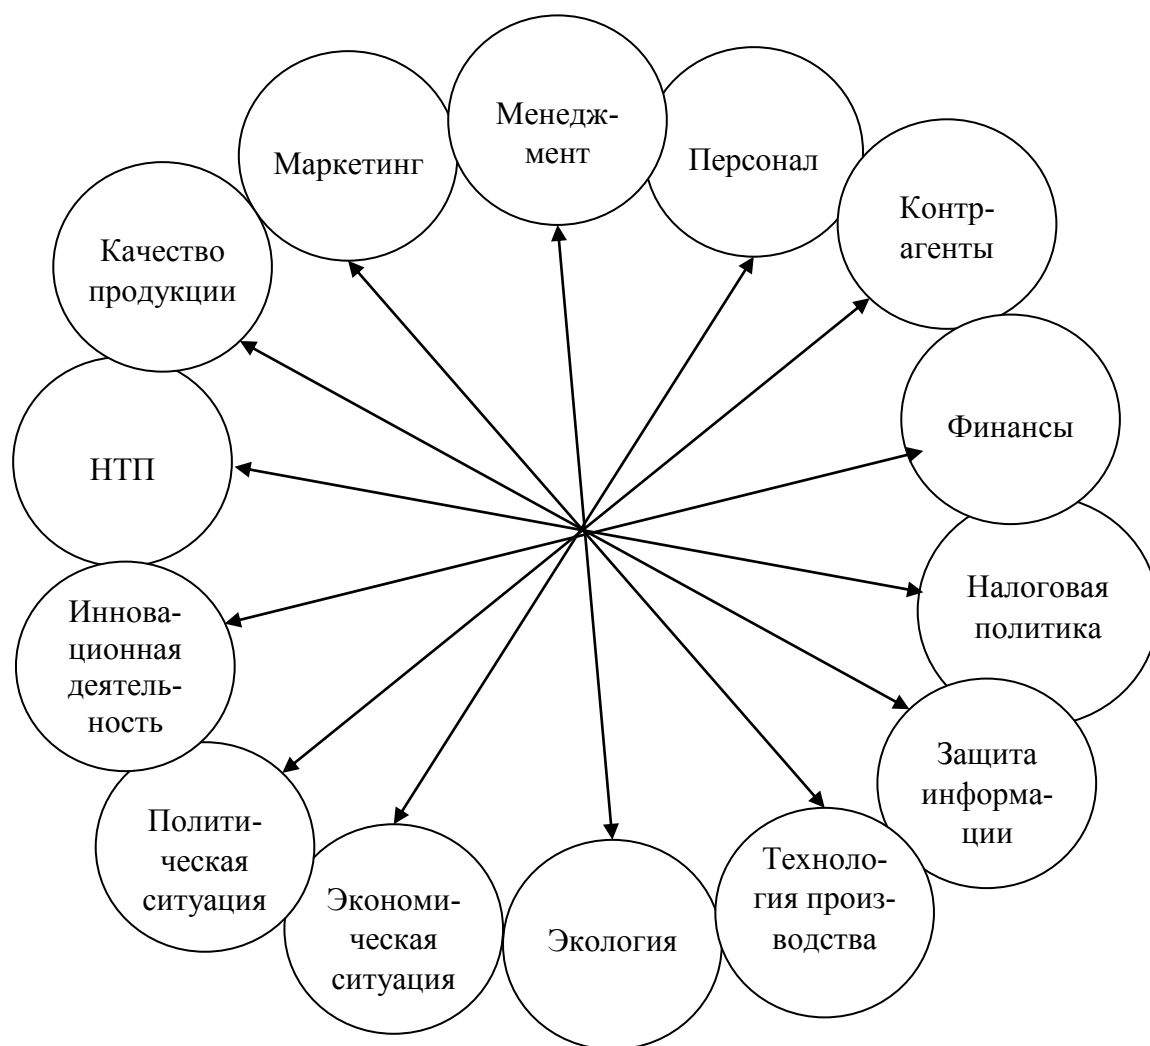 Менедж-
мент
Персонал
Контр-
агенты
Финансы
Налоговая
политика
Защита
информа-
ции
Техноло-
гия произ-
водства
Экология
Экономи-
ческая
ситуация
Полити-
ческая
ситуация
Иннова-
ционная
деятель-
ность
НТП
Качество
продукции
Маркетинг